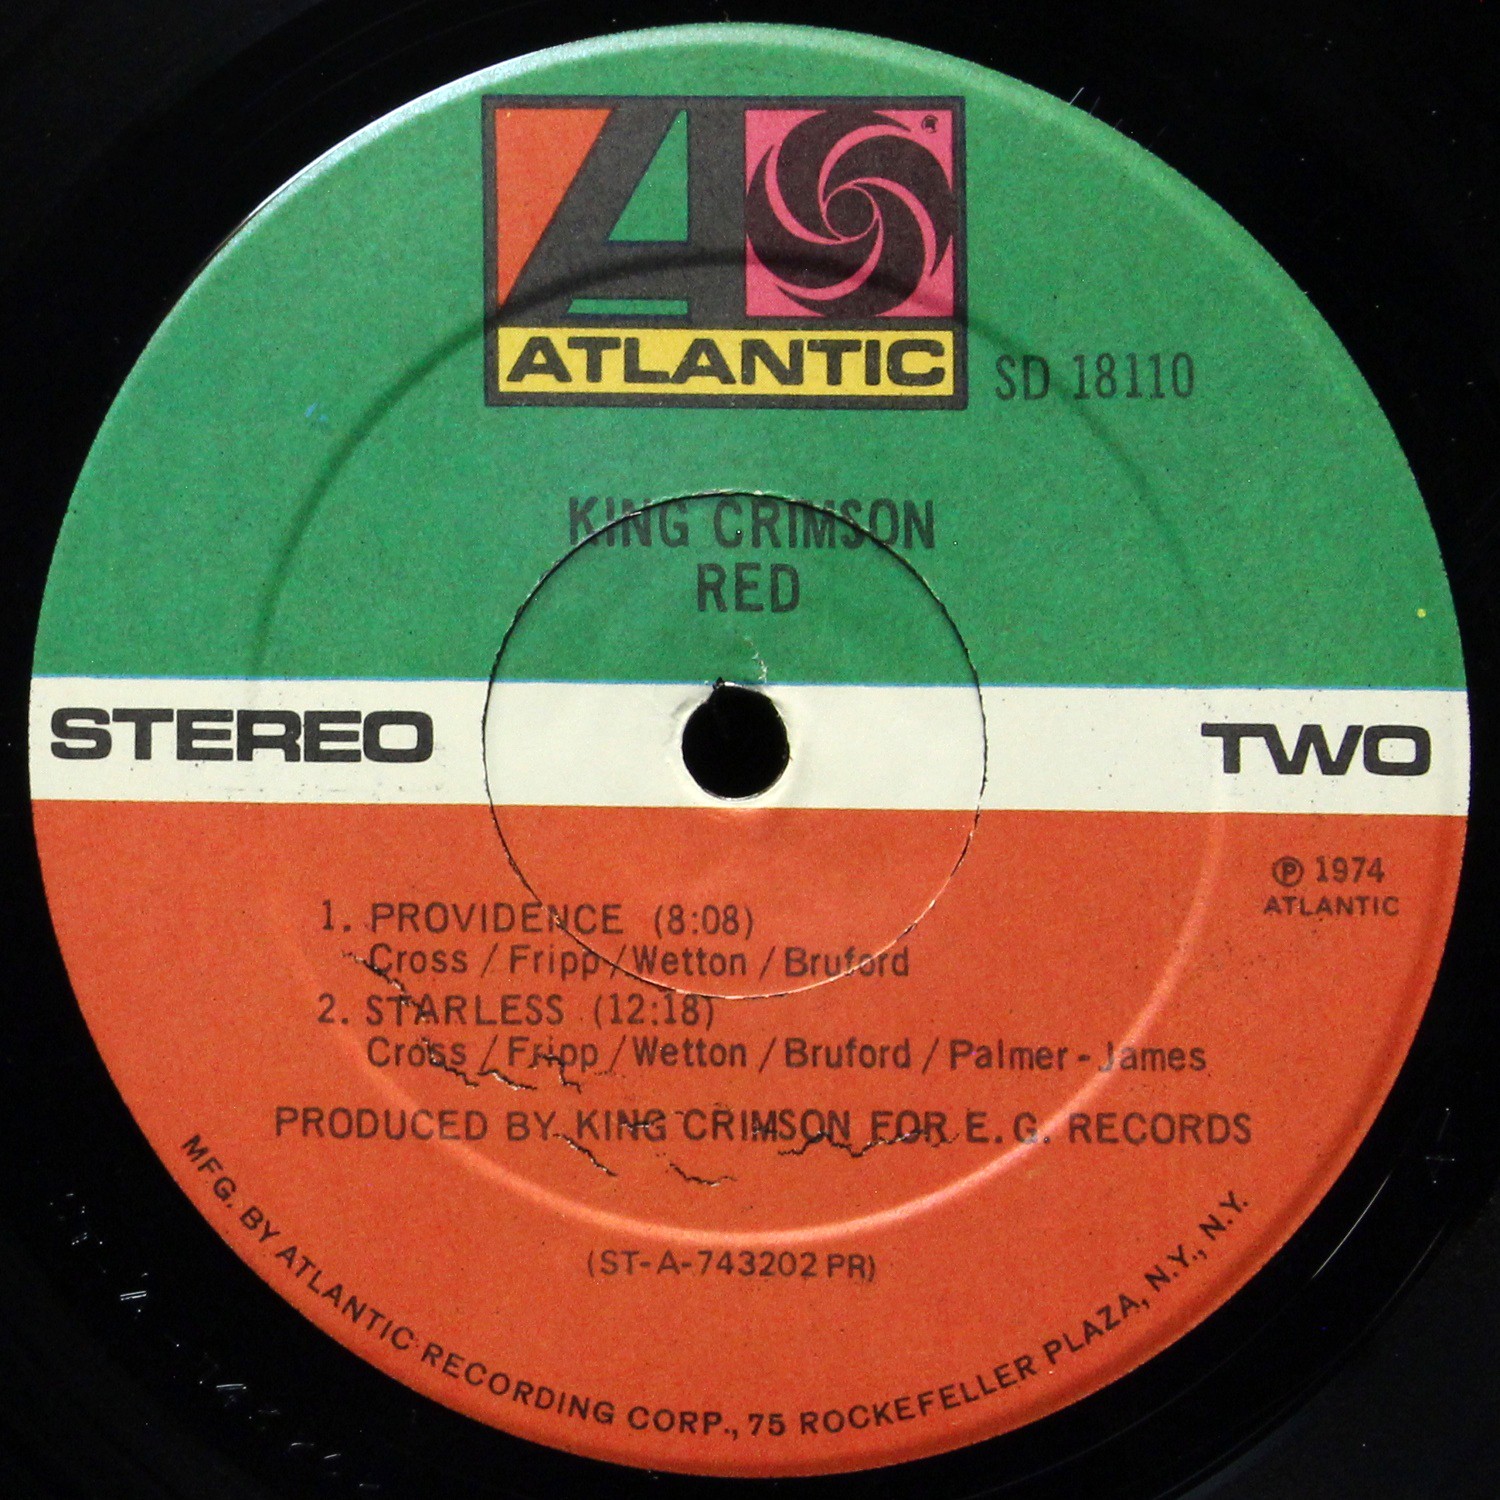 ATLANTIC
SD 18110
KING CRIMSON
RED
STEREO
TWO
℗ 1974
ATLANTIC
1. PROVIDENCE (8:08)
Cross / Fripp / Wetton / Bruford
2. STARLESS (12:18)
Cross / Fripp / Wetton / Bruford / Palmer - James
PRODUCED BY KING CRIMSON FOR E. G. RECORDS
(ST-A-743202 PR)
MFG. BY ATLANTIC RECORDING CORP., 75 ROCKEFELLER PLAZA, N.Y., N.Y.